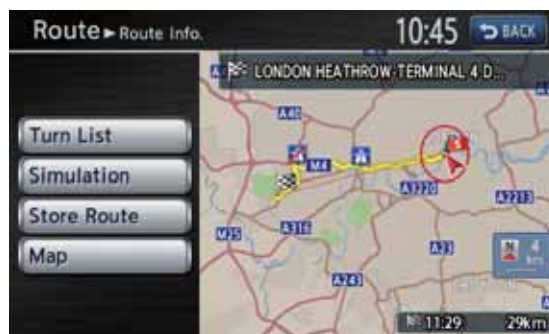 Route ► Route Info.
10:45
BACK
LONDON HEATHROW-TERMINAL 4 D...
A40
Turn List
M4
Simulation
A3220
A2213
Store Route
A316
M25
A23
N
4
km
Map
A243
11:29
29km